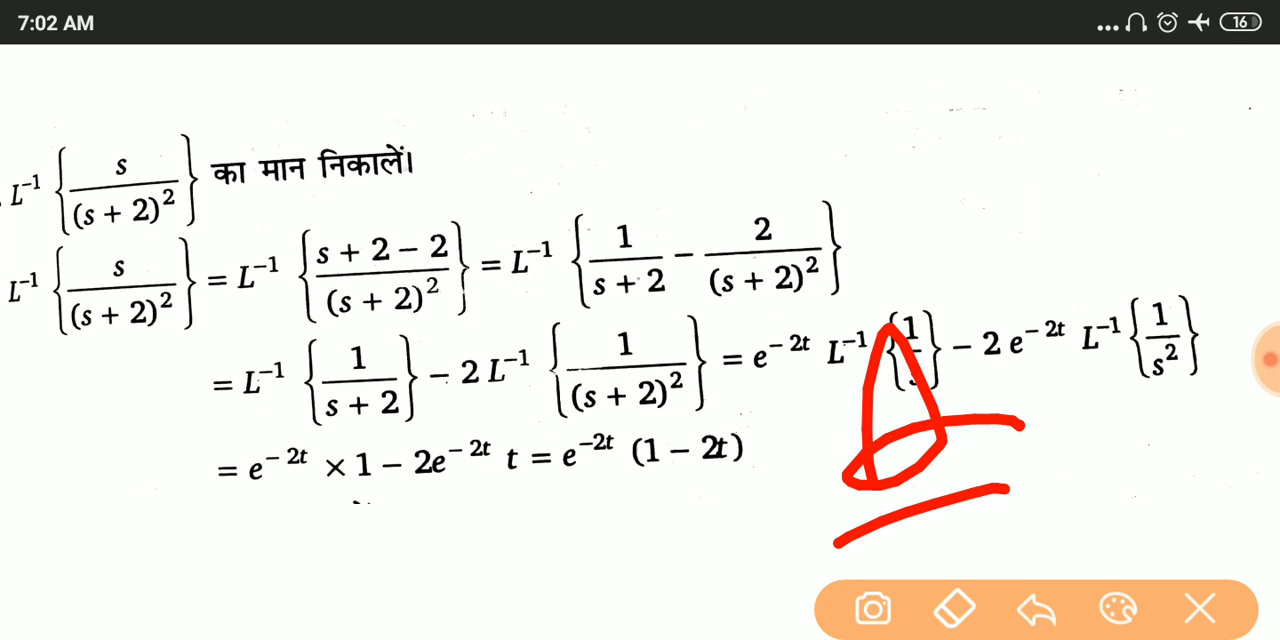 7:02 AM
16
L⁻¹ {s/(s + 2)²} का मान निकालें।
L⁻¹ {s/(s + 2)²} = L⁻¹ {(s + 2 − 2)/(s + 2)²} = L⁻¹ {1/(s + 2) − 2/(s + 2)²}
= L⁻¹ {1/(s + 2)} − 2 L⁻¹ {1/(s + 2)²} = e⁻²ᵗ L⁻¹ {1/s} − 2 e⁻²ᵗ L⁻¹ {1/s²}
= e⁻²ᵗ × 1 − 2e⁻²ᵗ t = e⁻²ᵗ (1 − 2t)